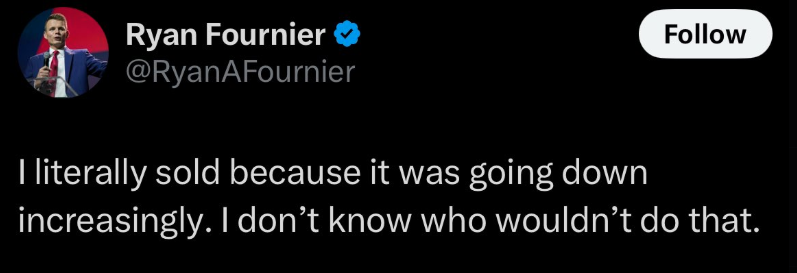 Ryan Fournier
Follow
@RyanAFournier
I literally sold because it was going down
increasingly. I don’t know who wouldn’t do that.